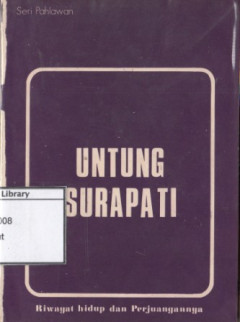 Seri Pahlawan
UNTUNG
SURAPATI
Library
008
Riwayat hidup dan Perjuangannya